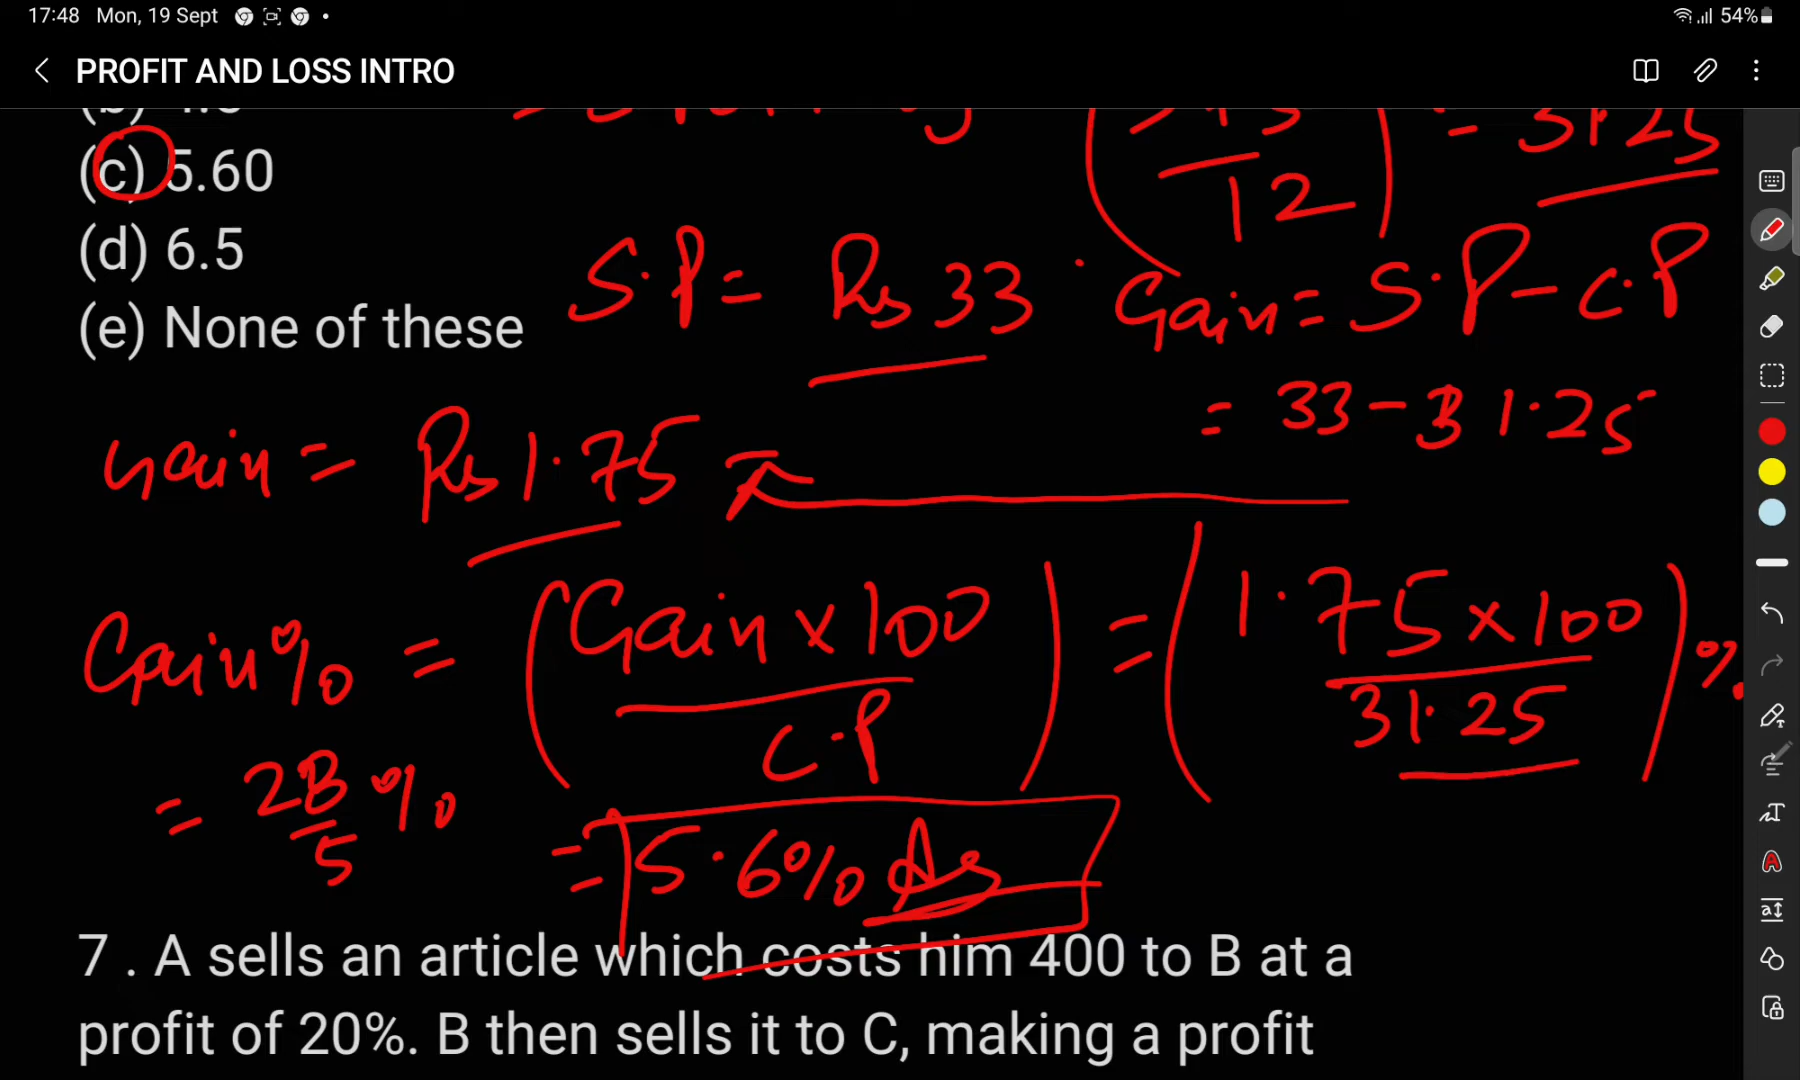 17:48 Mon, 19 Sept 54%
PROFIT AND LOSS INTRO
(c) 5.60
12
= 31.25
(d) 6.5
S.P = Rs 33 . Gain = S.P - C.P
(e) None of these
= 33 - 31.25
Gain = Rs 1.75
Gain% = (Gain x 100 / C.P) = (1.75 x 100 / 31.25) %
= 28/5 %
= 5.6% Ans
7 . A sells an article which costs him 400 to B at a
profit of 20%. B then sells it to C, making a profit